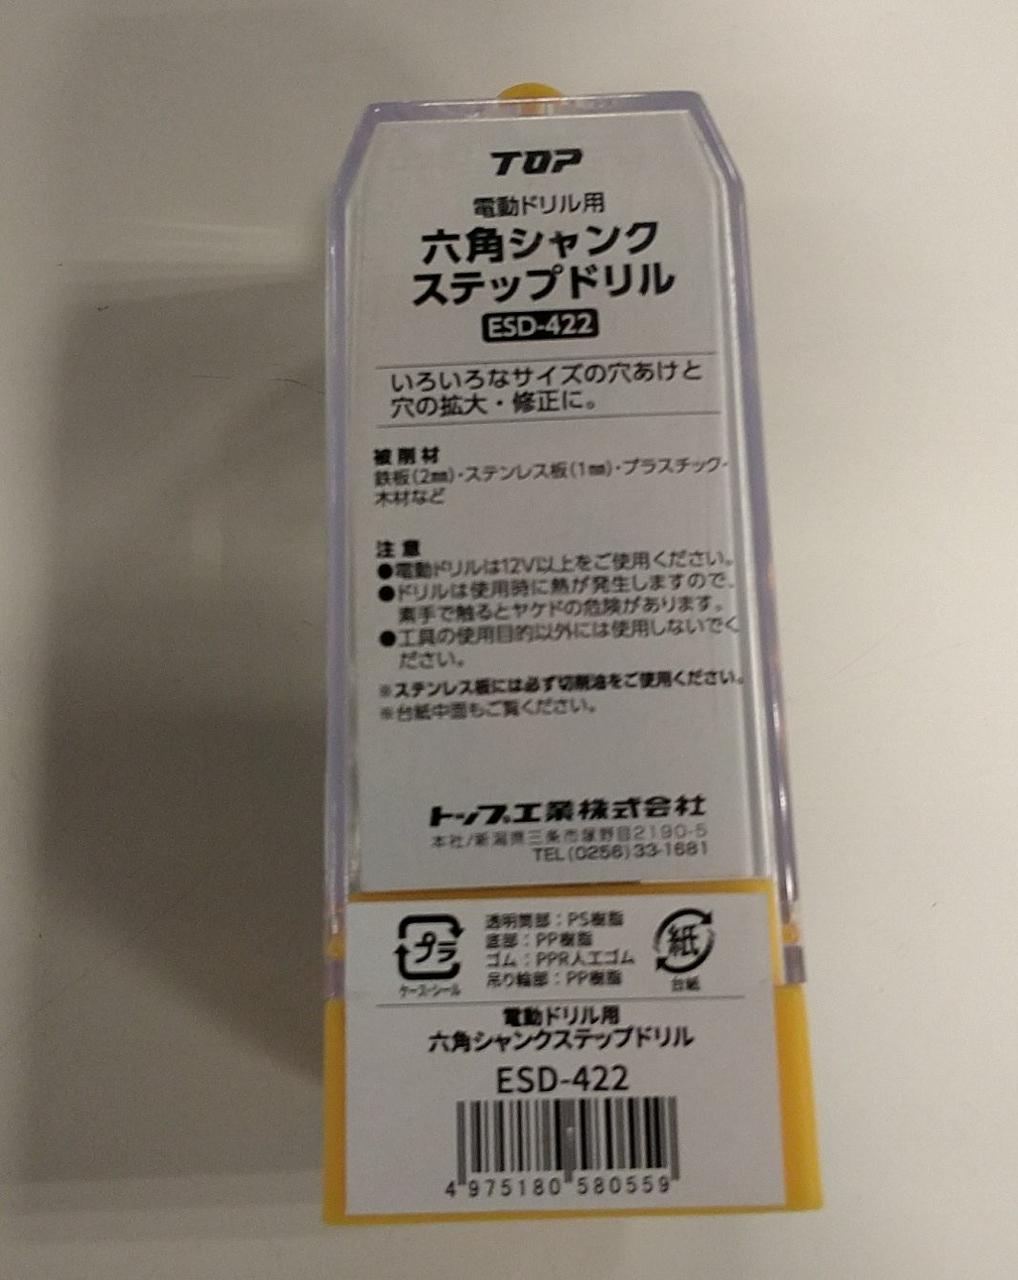 TOP
電動ドリル用
六角シャンク
ステップドリル
ESD-422
いろいろなサイズの穴あけと
穴の拡大・修正に。
被削材
鉄板(2㎜)・ステンレス板(1㎜)・プラスチック・
木材など
注意
●電動ドリルは12V以上をご使用ください。
●ドリルは使用時に熱が発生しますので、
素手で触るとヤケドの危険があります。
●工具の使用目的以外には使用しないでく
ださい。
※ステンレス板には必ず切削油をご使用ください。
※台紙中面もご覧ください。
トップ工業株式会社
本社/新潟県三条市塚野目2190-5
TEL(0256)33-1681
プラ
ケース・シール
透明筒部：PS樹脂
底部：PP樹脂
ゴム：PPR人工ゴム
吊り輪部：PP樹脂
紙
台紙
電動ドリル用
六角シャンクステップドリル
ESD-422
4 975180 580559